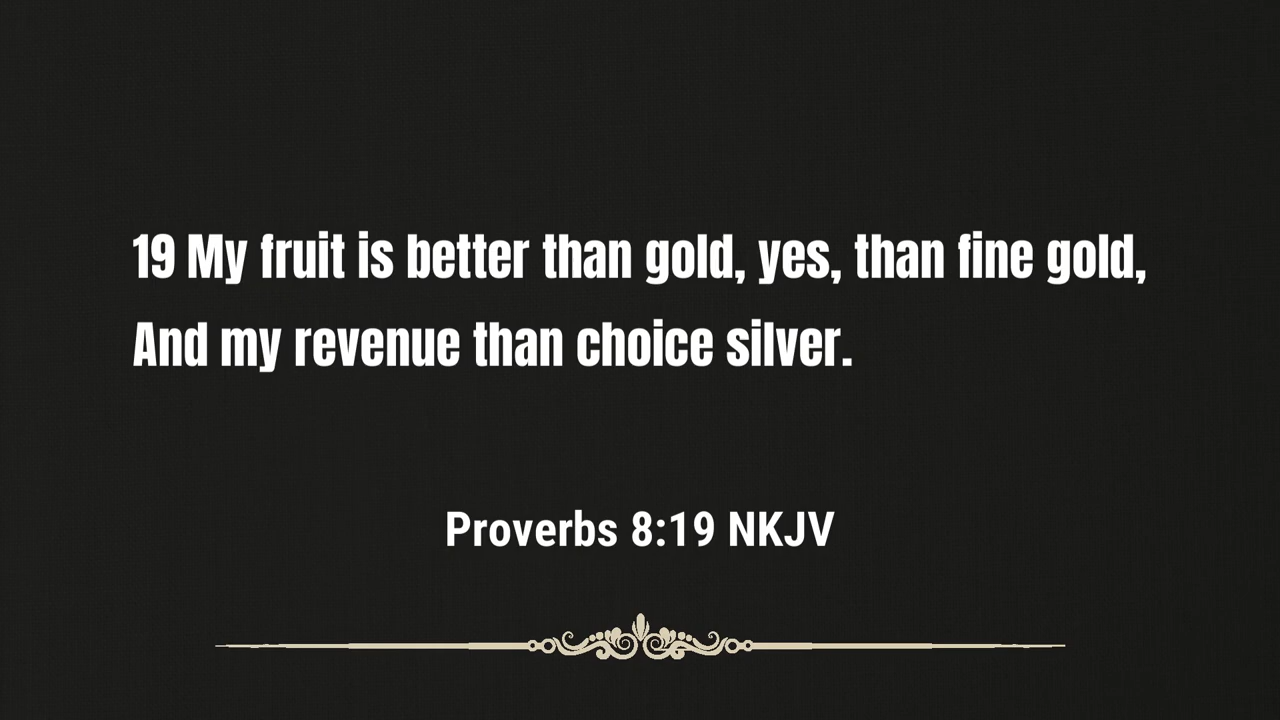 19 My fruit is better than gold, yes, than fine gold,
And my revenue than choice silver.
Proverbs 8:19 NKJV